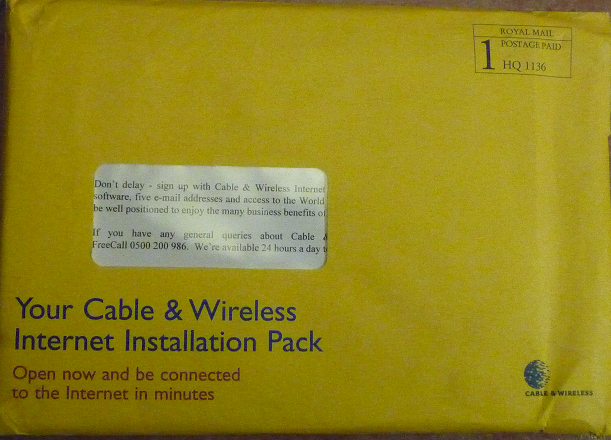 ROYAL MAIL
1 POSTAGE PAID
HQ 1136
Don't delay - sign up with Cable & Wireless Internet
software, five e-mail addresses and access to the World
be well positioned to enjoy the many business benefits of
If you have any general queries about Cable &
FreeCall 0500 200 986. We're available 24 hours a day
Your Cable & Wireless
Internet Installation Pack
Open now and be connected
to the Internet in minutes
CABLE & WIRELESS